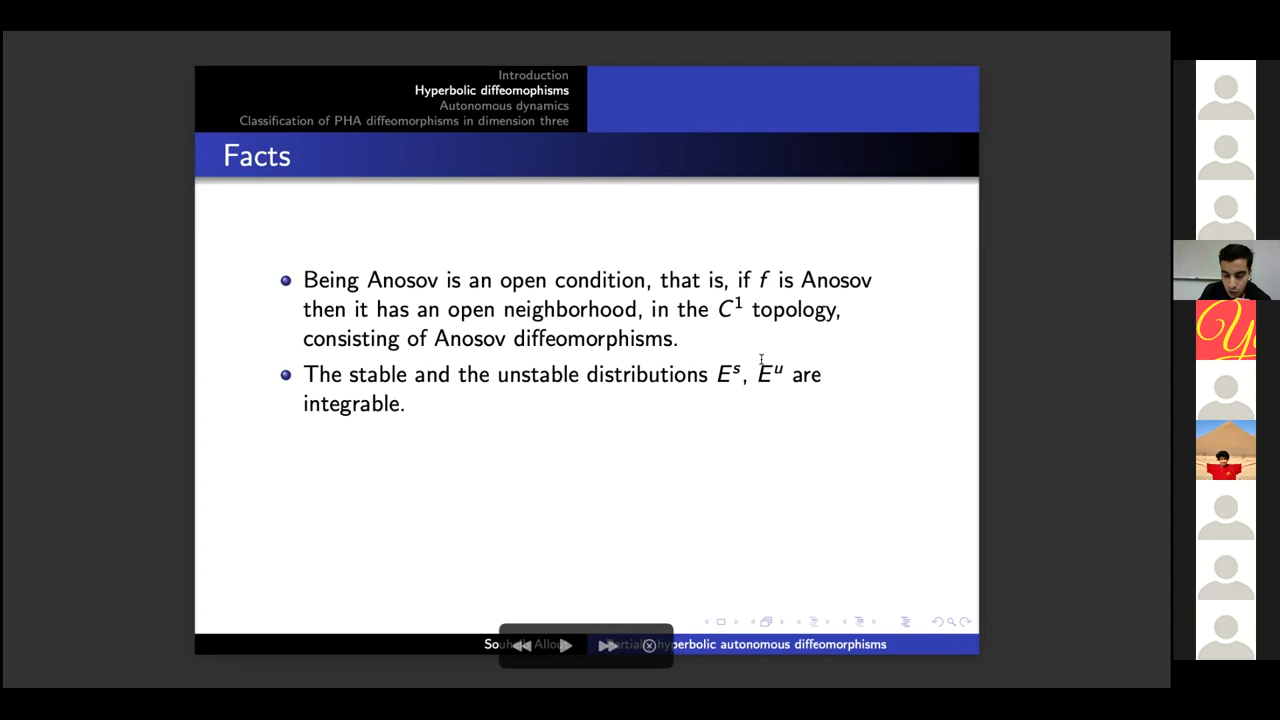 Introduction
Hyperbolic diffeomophisms
Autonomous dynamics
Classification of PHA diffeomorphisms in dimension three
Facts
Being Anosov is an open condition, that is, if f is Anosov
then it has an open neighborhood, in the C¹ topology,
consisting of Anosov diffeomorphisms.
The stable and the unstable distributions Eˢ, Eᵘ are
integrable.
hyperbolic autonomous diffeomorphisms